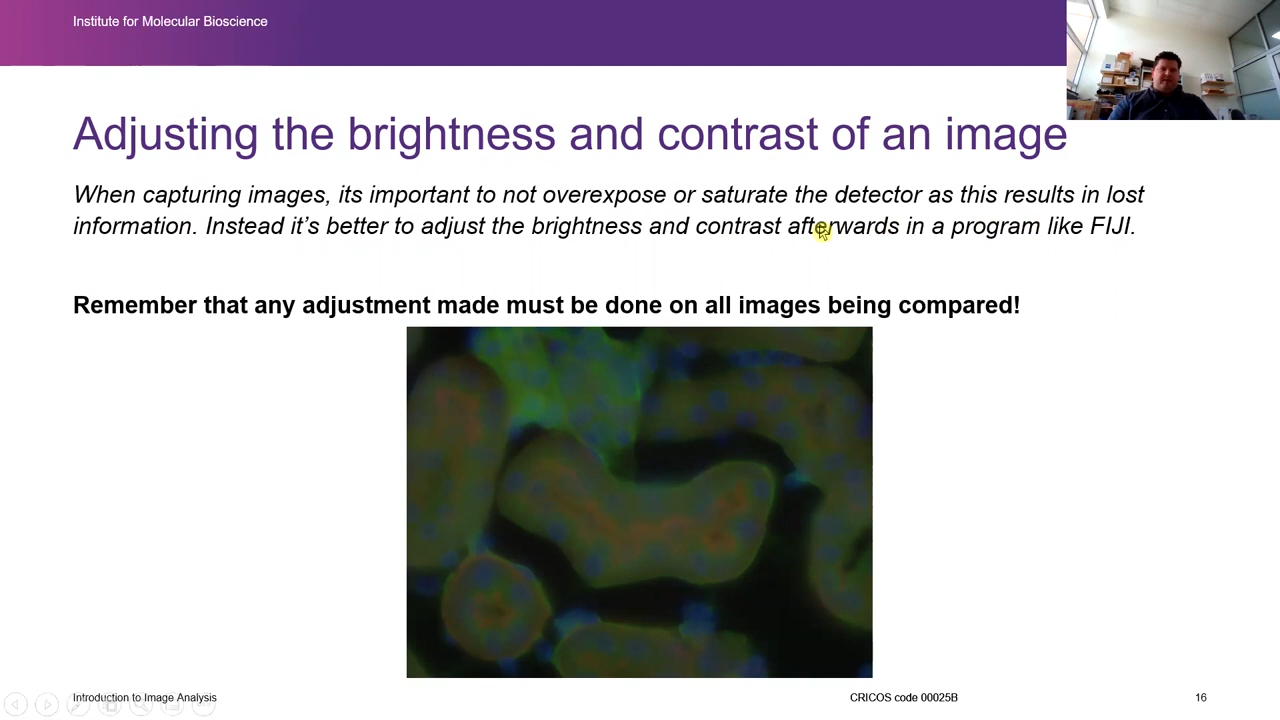 Institute for Molecular Bioscience
Adjusting the brightness and contrast of an image
When capturing images, its important to not overexpose or saturate the detector as this results in lost
information. Instead it’s better to adjust the brightness and contrast afterwards in a program like FIJI.
Remember that any adjustment made must be done on all images being compared!
Introduction to Image Analysis
CRICOS code 00025B
16